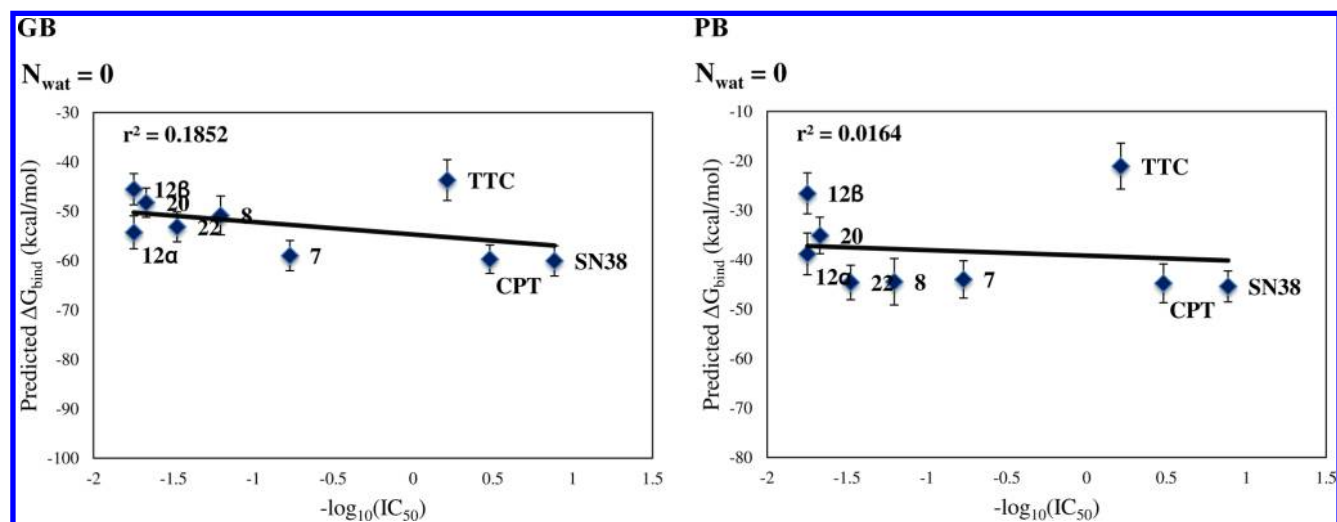 GB
N_wat = 0
-30
-40
-50
-60
-70
-80
-90
-100
Predicted ΔG_bind (kcal/mol)
r² = 0.1852
TTC
12β
20
8
22
12α
7
CPT
SN38
-2
-1.5
-1
-0.5
0
0.5
1
1.5
-log₁₀(IC₅₀)
PB
N_wat = 0
-10
-20
-30
-40
-50
-60
-70
-80
Predicted ΔG_bind (kcal/mol)
r² = 0.0164
TTC
12β
20
12α
22
8
7
CPT
SN38
-2
-1.5
-1
-0.5
0
0.5
1
1.5
-log₁₀(IC₅₀)